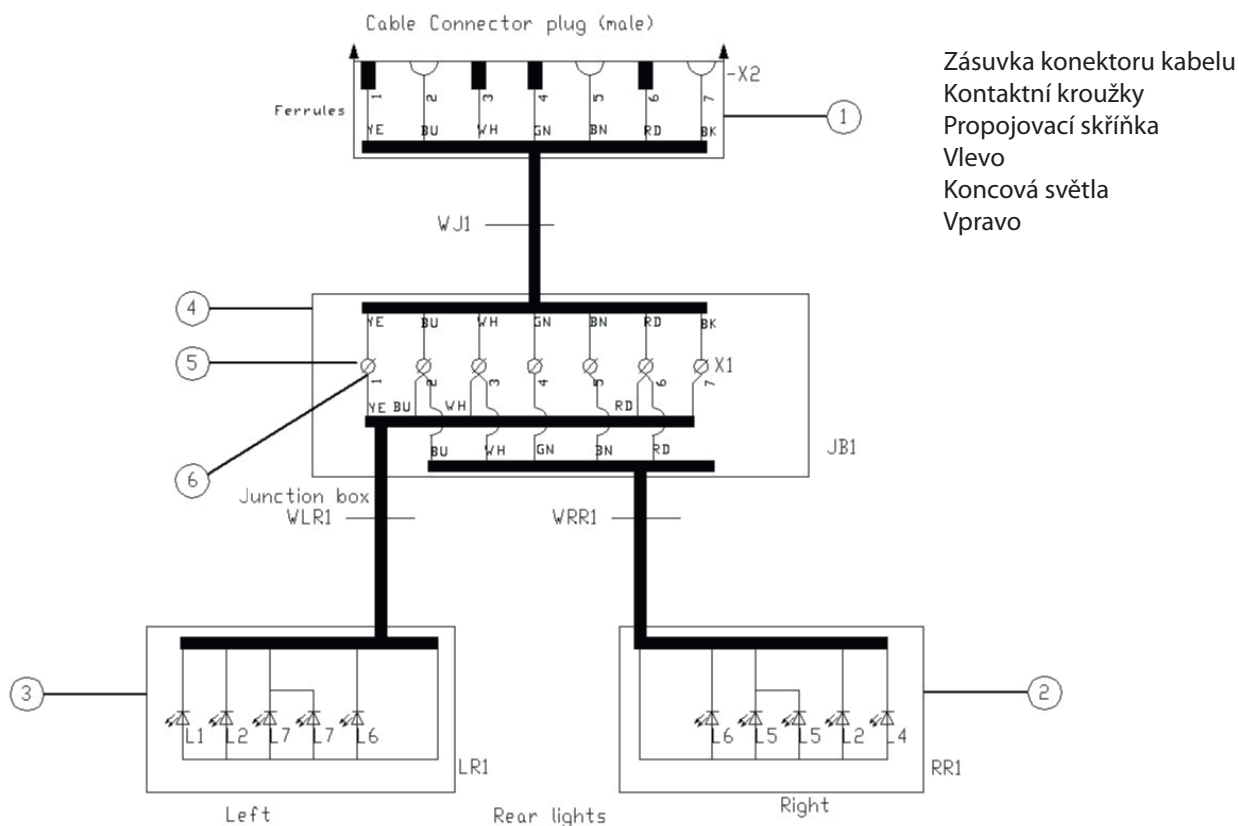 Cable Connector plug (male)
-X2
1 2 3 4 5 6 7
Ferrules
YE BU WH GN BN RD BK
1
WJ1
4
YE BU WH GN BN RD BK
5
X1
1 2 3 4 5 6 7
YE BU WH RD
BU WH GN BN RD
JB1
6
Junction box
WLR1
WRR1
3
2
L1 L2 L7 L7 L6
LR1
L6 L5 L5 L2 L4
RR1
Left
Rear lights
Right
Zásuvka konektoru kabelu
Kontaktní kroužky
Propojovací skříňka
Vlevo
Koncová světla
Vpravo